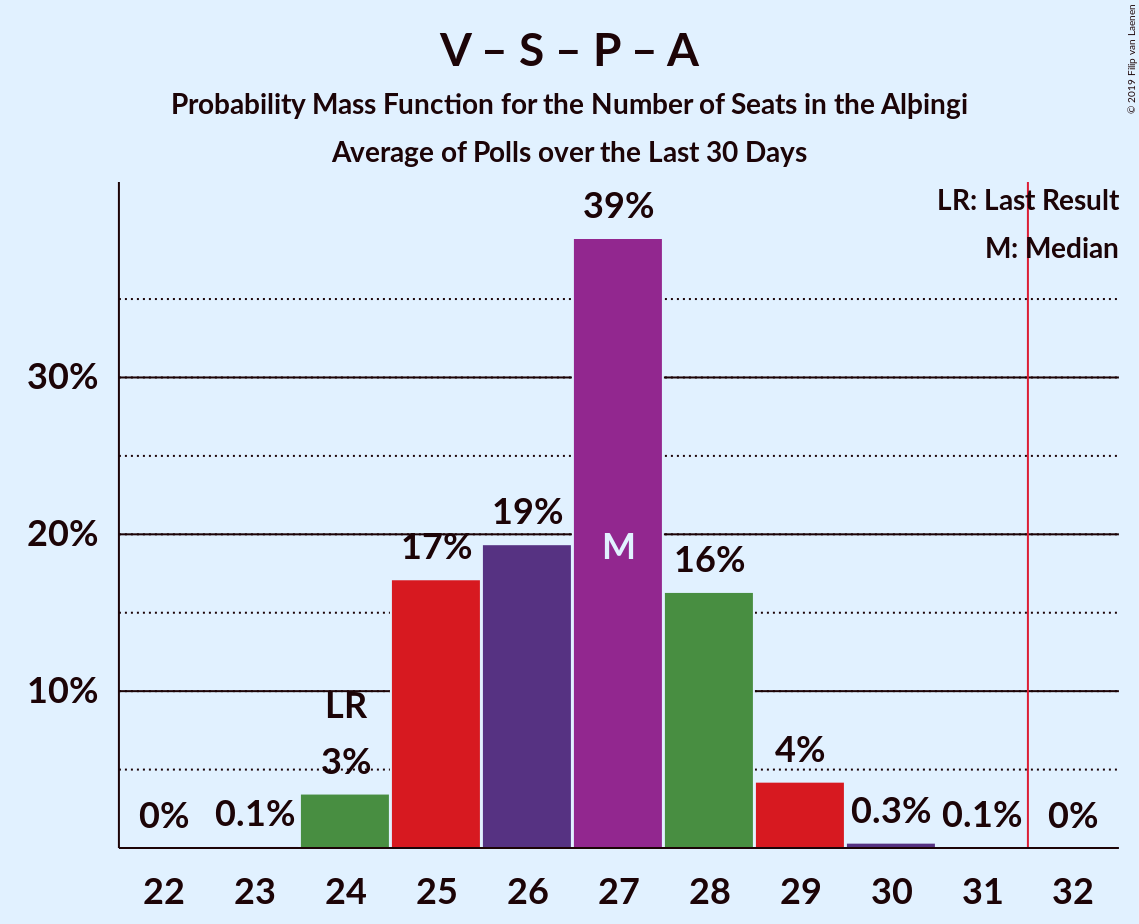 V – S – P – A
Probability Mass Function for the Number of Seats in the Alþingi
Average of Polls over the Last 30 Days
© 2019 Filip van Laenen
LR: Last Result
M: Median
39%
30%
20%
10%
19%
17%
M
16%
LR
3%
4%
0%
0.1%
0.3%
0.1%
0%
22 23 24 25 26 27 28 29 30 31 32